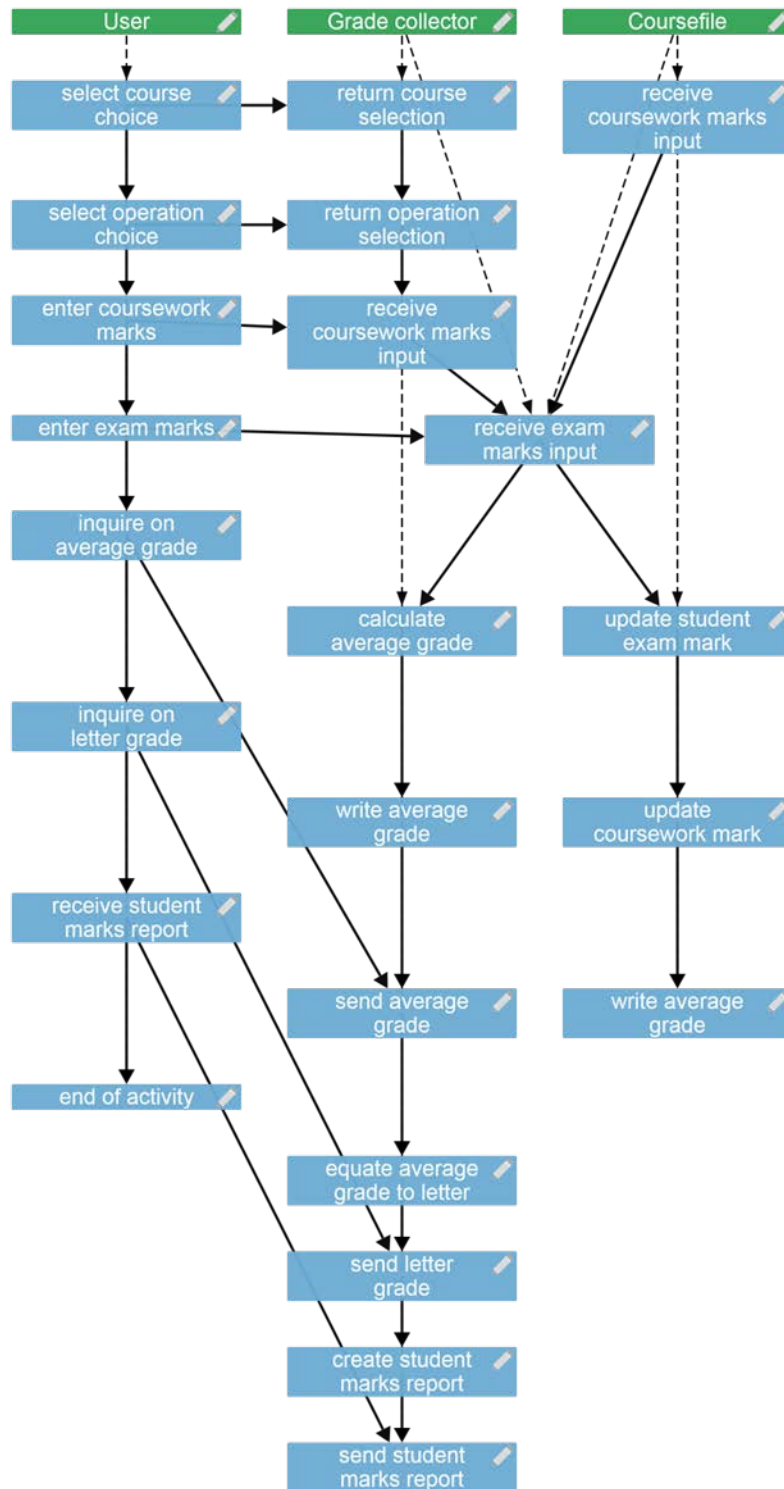 User
Grade collector
Coursefile
select course
choice
return course
selection
receive
coursework marks
input
select operation
choice
return operation
selection
enter coursework
marks
receive
coursework marks
input
enter exam marks
receive exam
marks input
inquire on
average grade
calculate
average grade
update student
exam mark
inquire on
letter grade
write average
grade
update
coursework mark
receive student
marks report
send average
grade
write average
grade
end of activity
equate average
grade to letter
send letter
grade
create student
marks report
send student
marks report